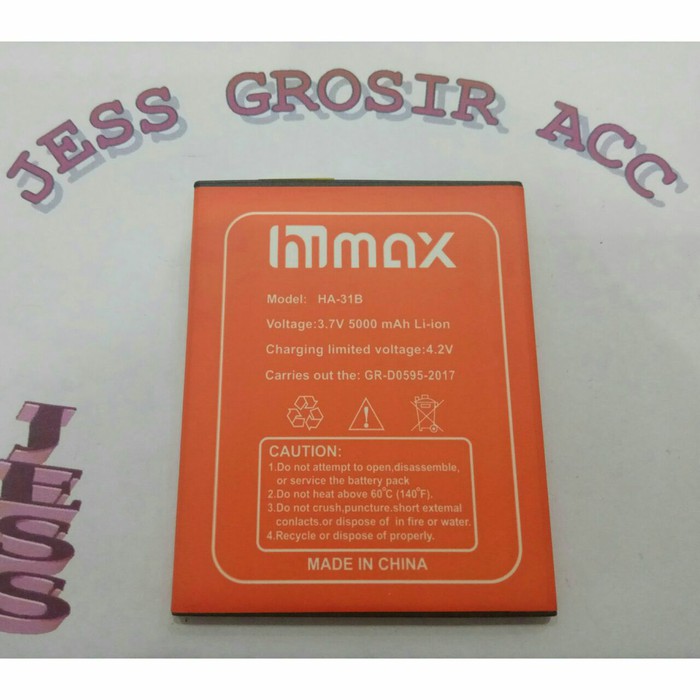 JESS GROSIR ACC
JESS
himax
Model: HA-31B
Voltage:3.7V 5000 mAh Li-ion
Charging limited voltage:4.2V
Carries out the: GR-D0595-2017
CAUTION:
1.Do not attempt to open,disassemble,
or service the battery pack
2.Do not heat above 60°C (140°F).
3.Do not crush,puncture,short external
contacts,or dispose of in fire or water.
4.Recycle or dispose of properly.
MADE IN CHINA